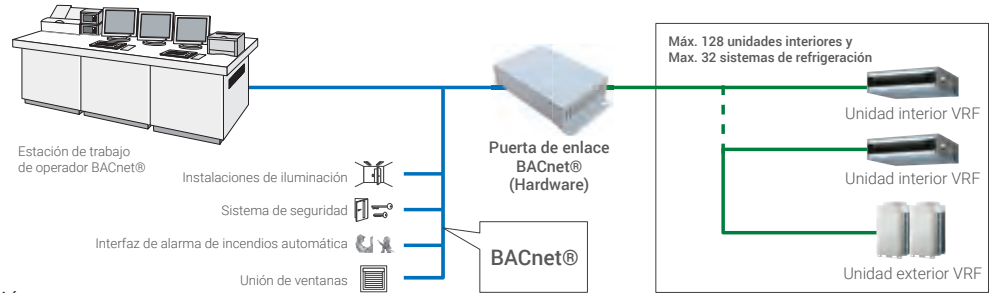 Máx. 128 unidades interiores y
Max. 32 sistemas de refrigeración
Unidad interior VRF
Estación de trabajo
de operador BACnet®
Puerta de enlace
BACnet®
(Hardware)
Instalaciones de iluminación
Unidad interior VRF
Sistema de seguridad
Interfaz de alarma de incendios automática
BACnet®
Unión de ventanas
Unidad exterior VRF